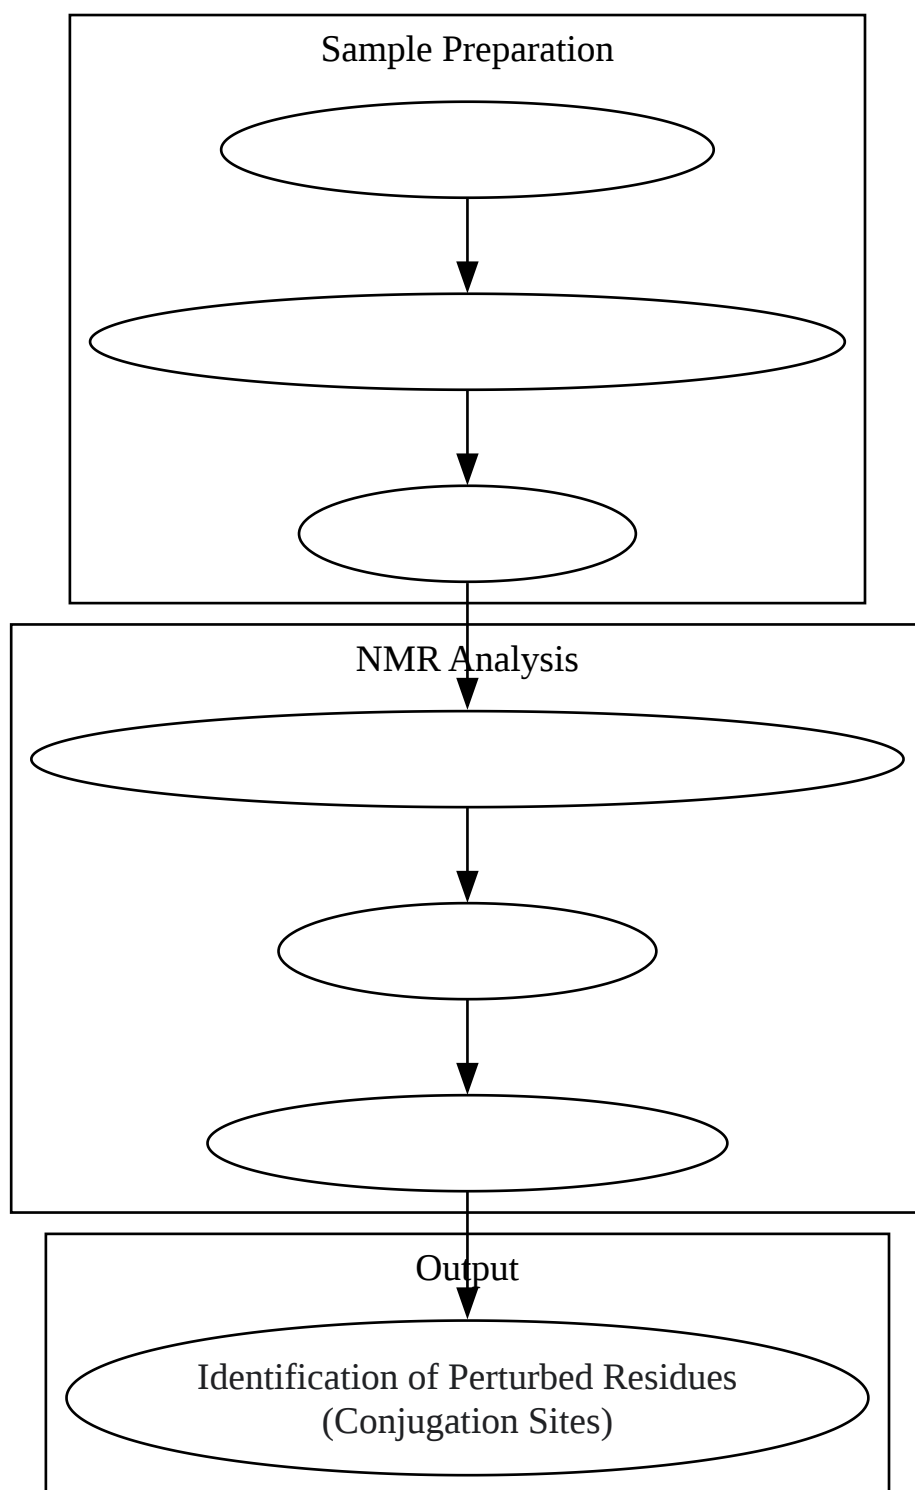 Sample Preparation
NMR Analysis
Output
Identification of Perturbed Residues
(Conjugation Sites)